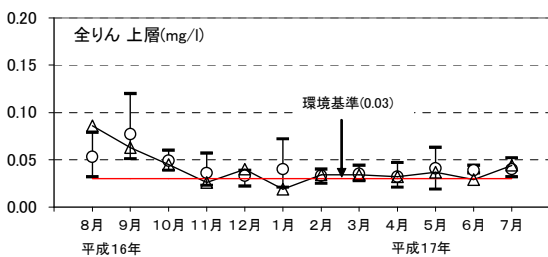 全りん 上層(mg/l)
0.20
0.15
0.10
0.05
0.00
環境基準(0.03)
8月 9月 10月 11月 12月 1月 2月 3月 4月 5月 6月 7月
平成16年 平成17年